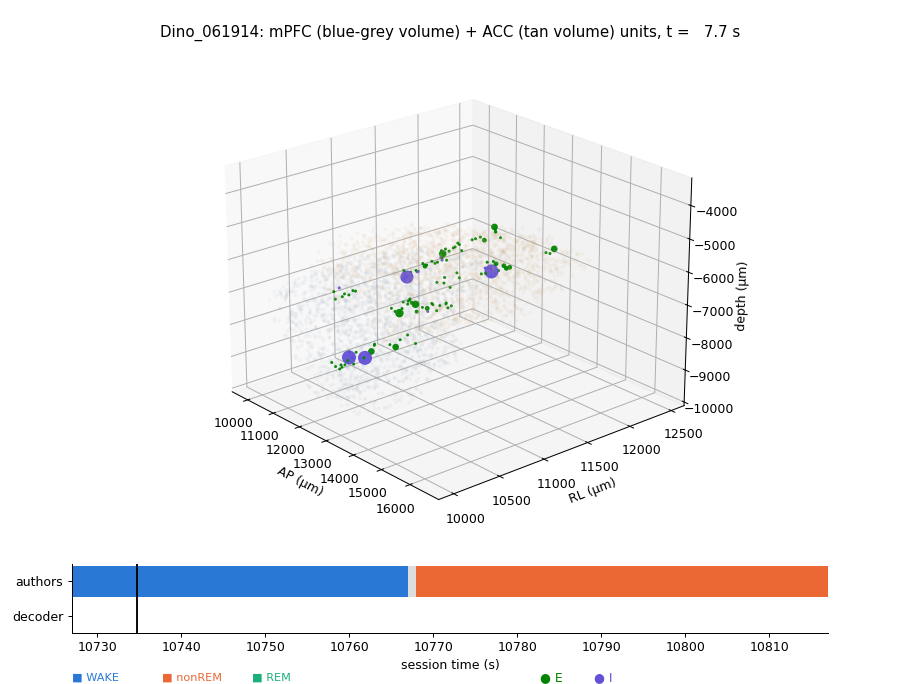 Dino_061914: mPFC (blue-grey volume) + ACC (tan volume) units, t =   7.7 s
−4000
−5000
−6000
−7000
−8000
−9000
−10000
depth (µm)
10000
11000
12000
13000
14000
15000
16000
AP (µm)
10000
10500
11000
11500
12000
12500
RL (µm)
authors
decoder
10730 10740 10750 10760 10770 10780 10790 10800 10810
session time (s)
WAKE nonREM REM E I